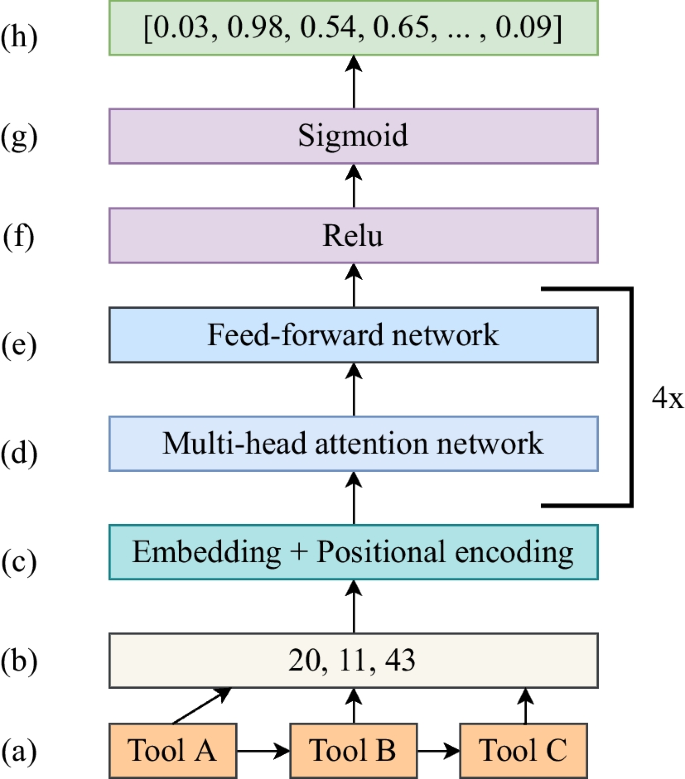 (h) [0.03, 0.98, 0.54, 0.65, ... , 0.09]
(g) Sigmoid
(f) Relu
(e) Feed-forward network
4x
(d) Multi-head attention network
(c) Embedding + Positional encoding
(b) 20, 11, 43
(a) Tool A Tool B Tool C